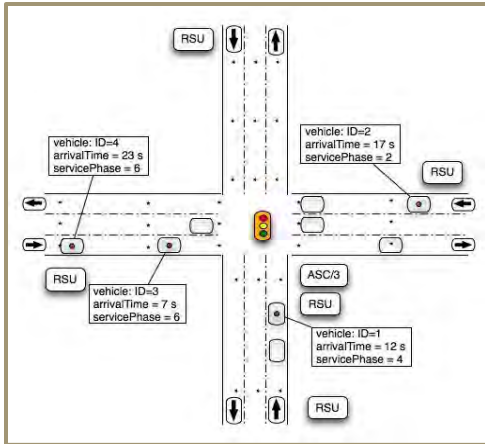 RSU
vehicle: ID=4
arrivalTime = 23 s
servicePhase = 6
vehicle: ID=2
arrivalTime = 17 s
servicePhase = 2
RSU
RSU
vehicle: ID=3
arrivalTime = 7 s
servicePhase = 6
ASC/3
RSU
vehicle: ID=1
arrivalTime = 12 s
servicePhase = 4
RSU